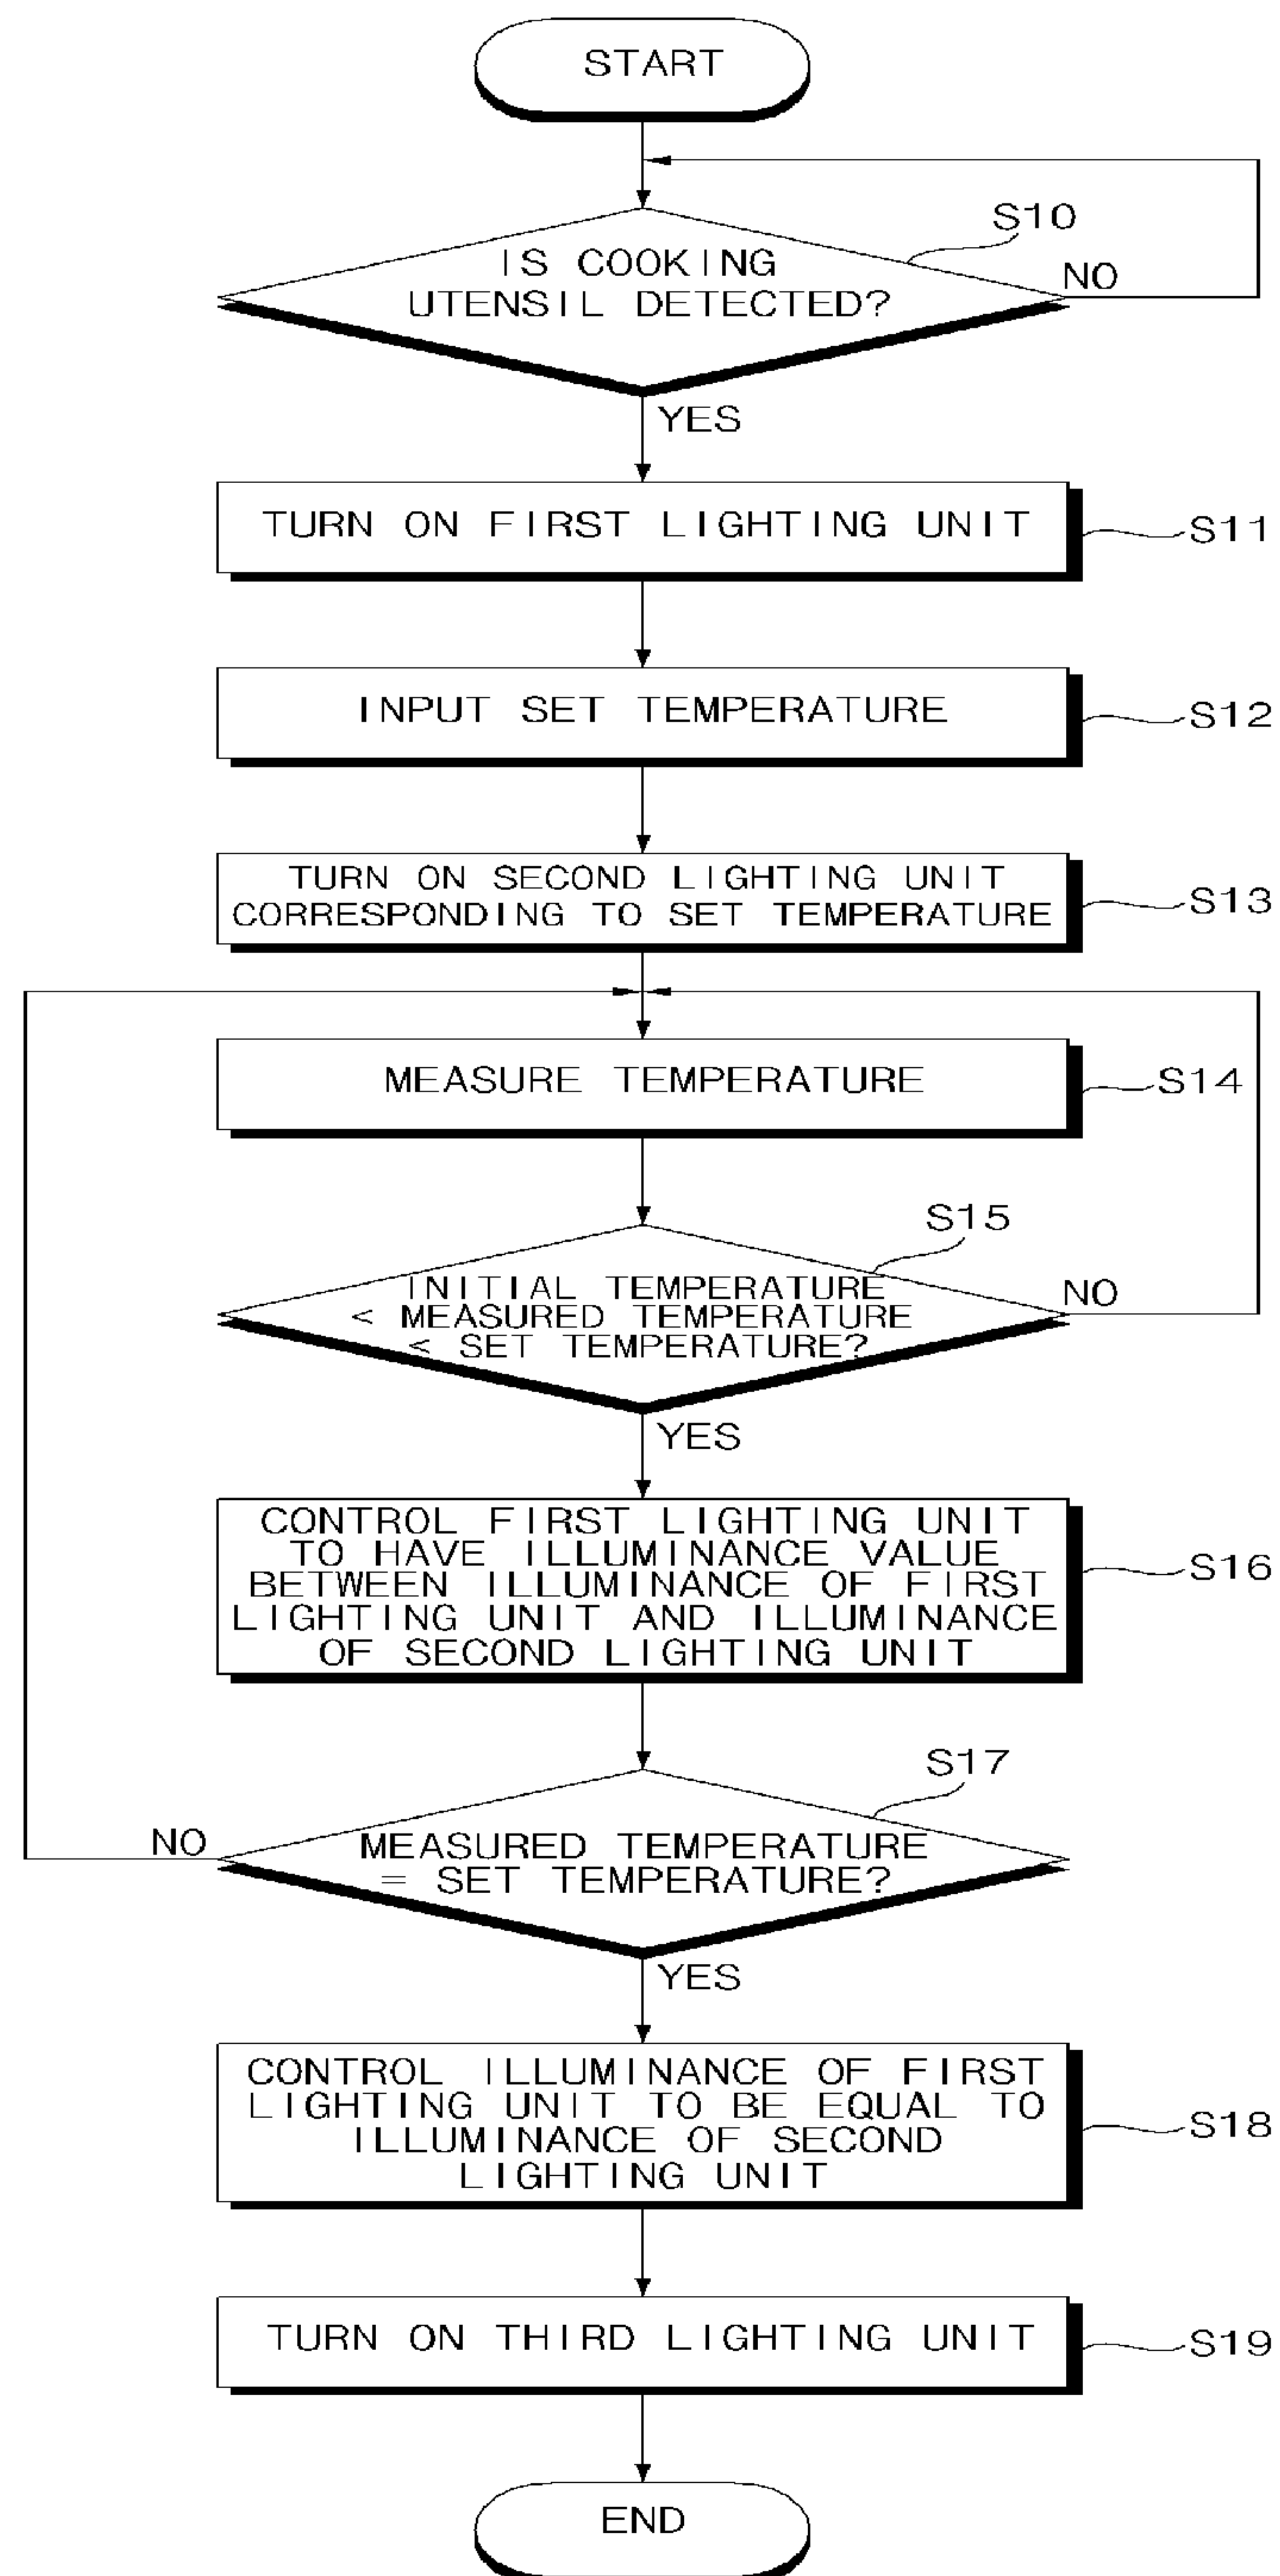 START
S10
IS COOKING
UTENSIL DETECTED?
NO
YES
TURN ON FIRST LIGHTING UNIT
S11
INPUT SET TEMPERATURE
S12
TURN ON SECOND LIGHTING UNIT
CORRESPONDING TO SET TEMPERATURE
S13
MEASURE TEMPERATURE
S14
S15
INITIAL TEMPERATURE
< MEASURED TEMPERATURE
< SET TEMPERATURE?
NO
YES
CONTROL FIRST LIGHTING UNIT
TO HAVE ILLUMINANCE VALUE
BETWEEN ILLUMINANCE OF FIRST
LIGHTING UNIT AND ILLUMINANCE
OF SECOND LIGHTING UNIT
S16
S17
NO
MEASURED TEMPERATURE
= SET TEMPERATURE?
YES
CONTROL ILLUMINANCE OF FIRST
LIGHTING UNIT TO BE EQUAL TO
ILLUMINANCE OF SECOND
LIGHTING UNIT
S18
TURN ON THIRD LIGHTING UNIT
S19
END